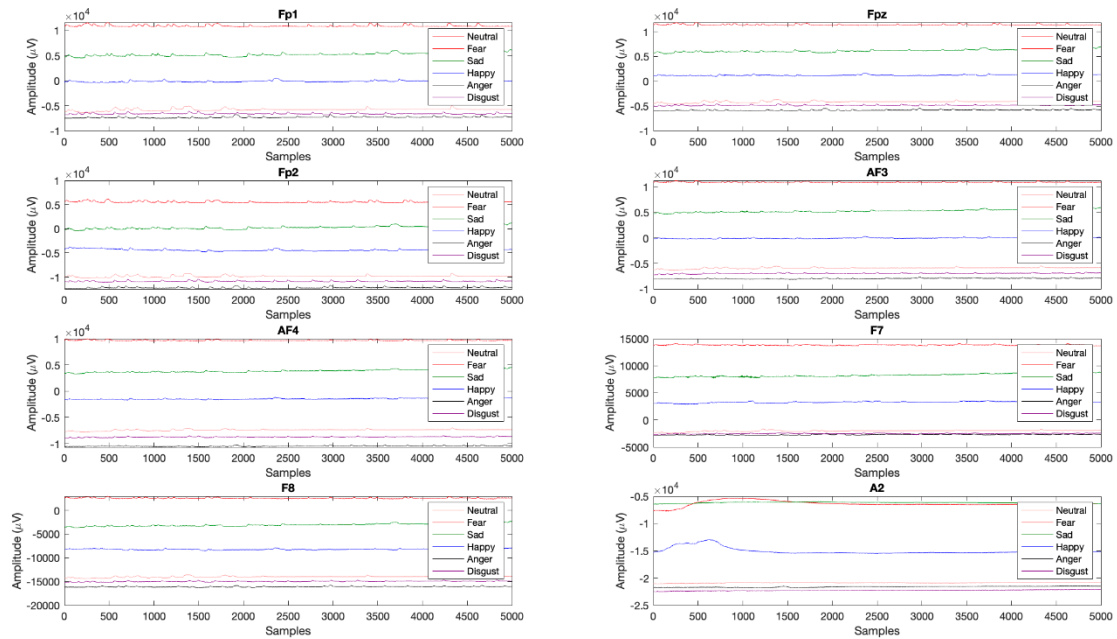 Fp1
×10⁴
1
0.5
0
-0.5
-1
Amplitude (μV)
0 500 1000 1500 2000 2500 3000 3500 4000 4500 5000
Samples
Neutral
Fear
Sad
Happy
Anger
Disgust
Fpz
×10⁴
1
0.5
0
-0.5
-1
Amplitude (μV)
0 500 1000 1500 2000 2500 3000 3500 4000 4500 5000
Samples
Neutral
Fear
Sad
Happy
Anger
Disgust
Fp2
×10⁴
1
0.5
0
-0.5
-1
Amplitude (μV)
0 500 1000 1500 2000 2500 3000 3500 4000 4500 5000
Samples
Neutral
Fear
Sad
Happy
Anger
Disgust
AF3
×10⁴
1
0.5
0
-0.5
-1
Amplitude (μV)
0 500 1000 1500 2000 2500 3000 3500 4000 4500 5000
Samples
Neutral
Fear
Sad
Happy
Anger
Disgust
AF4
×10⁴
1
0.5
0
-0.5
-1
Amplitude (μV)
0 500 1000 1500 2000 2500 3000 3500 4000 4500 5000
Samples
Neutral
Fear
Sad
Happy
Anger
Disgust
F7
15000
10000
5000
0
-5000
Amplitude (μV)
0 500 1000 1500 2000 2500 3000 3500 4000 4500 5000
Samples
Neutral
Fear
Sad
Happy
Anger
Disgust
F8
0
-5000
-10000
-15000
-20000
Amplitude (μV)
0 500 1000 1500 2000 2500 3000 3500 4000 4500 5000
Samples
Neutral
Fear
Sad
Happy
Anger
Disgust
A2
×10⁴
-0.5
-1
-1.5
-2
-2.5
Amplitude (μV)
0 500 1000 1500 2000 2500 3000 3500 4000 4500 5000
Samples
Neutral
Fear
Sad
Happy
Anger
Disgust